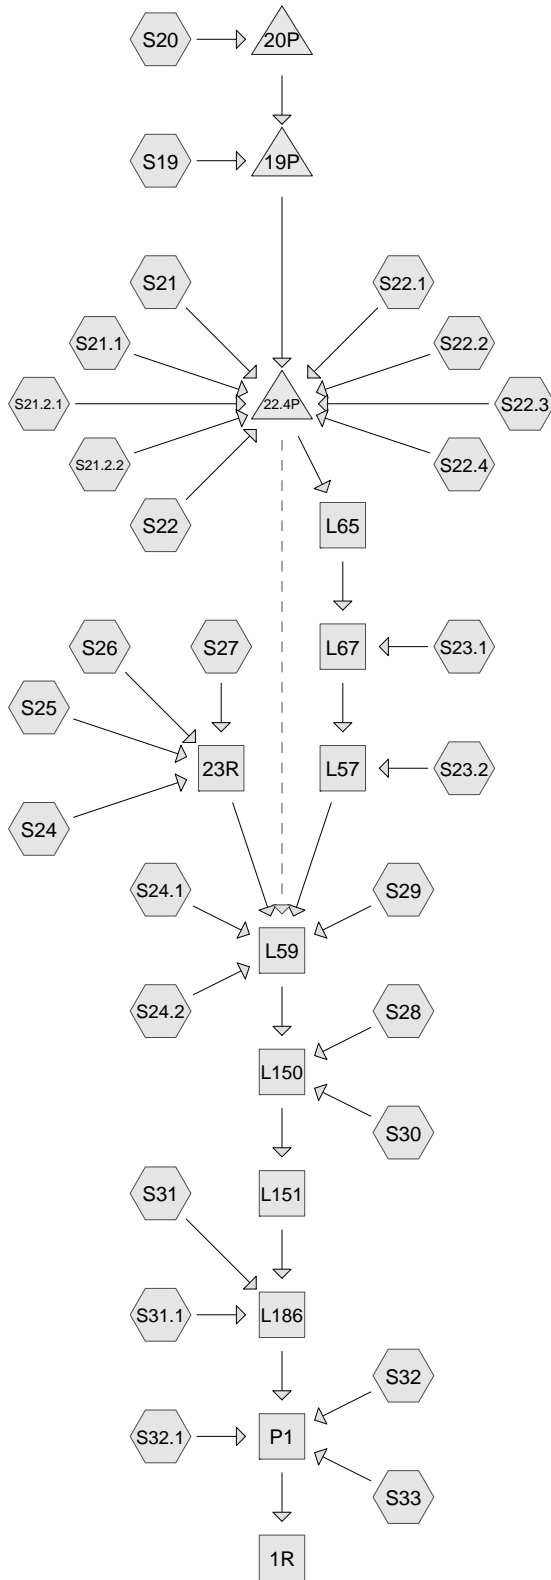 S20
20P
S19
19P
S21
S22.1
S21.1
S22.2
S21.2.1
22.4P
S22.3
S21.2.2
S22.4
S22
L65
S26
S27
L67
S23.1
S25
23R
L57
S23.2
S24
S24.1
S29
L59
S24.2
S28
L150
S30
S31
L151
S31.1
L186
S32
S32.1
P1
S33
1R